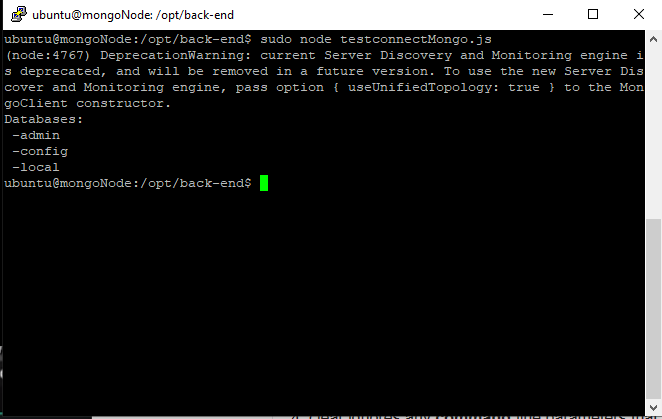 ubuntu@mongoNode: /opt/back-end
ubuntu@mongoNode:/opt/back-end$ sudo node testconnectMongo.js
(node:4767) DeprecationWarning: current Server Discovery and Monitoring engine i
s deprecated, and will be removed in a future version. To use the new Server Dis
cover and Monitoring engine, pass option { useUnifiedTopology: true } to the Mon
goClient constructor.
Databases:
 -admin
 -config
 -local
ubuntu@mongoNode:/opt/back-end$